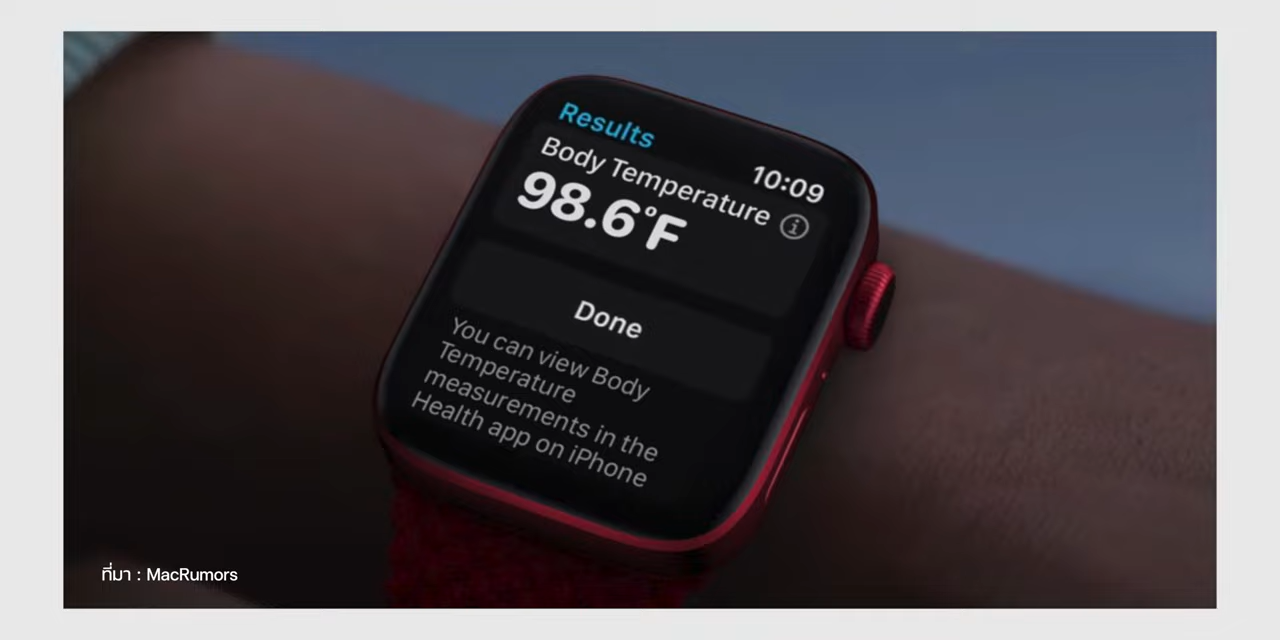 Results
10:09
Body Temperature
98.6°F
Done
You can view Body
Temperature
measurements in the
Health app on iPhone
ที่มา : MacRumors